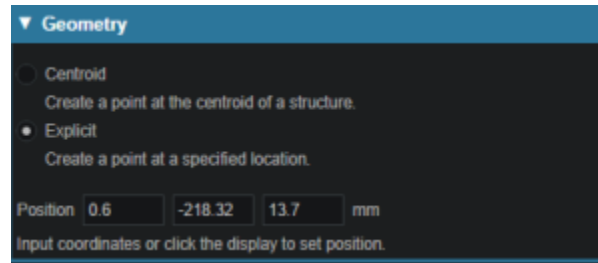 ▼ Geometry
Centroid
Create a point at the centroid of a structure.
Explicit
Create a point at a specified location.
Position 0.6 -218.32 13.7 mm
Input coordinates or click the display to set position.